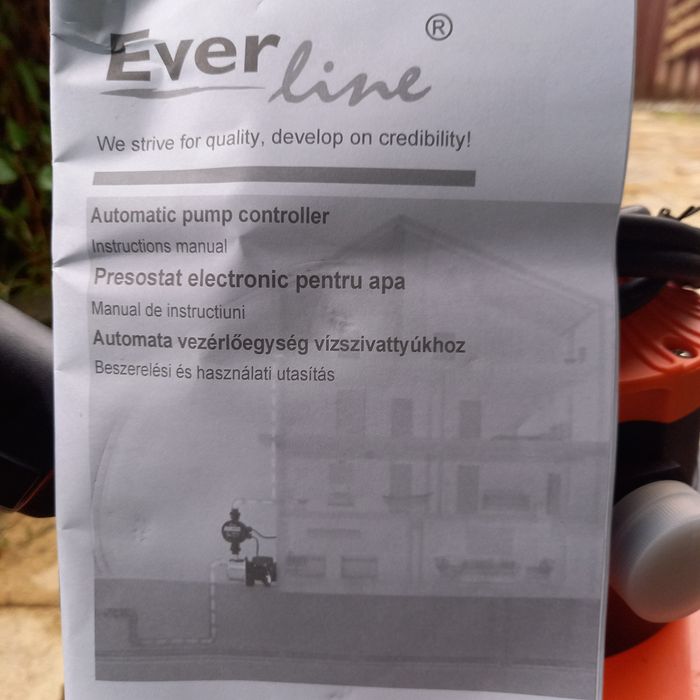 Ever line ®
We strive for quality, develop on credibility!
Automatic pump controller
Instructions manual
Presostat electronic pentru apa
Manual de instructiuni
Automata vezérlőegység vízszivattyúkhoz
Beszerelési és használati utasítás